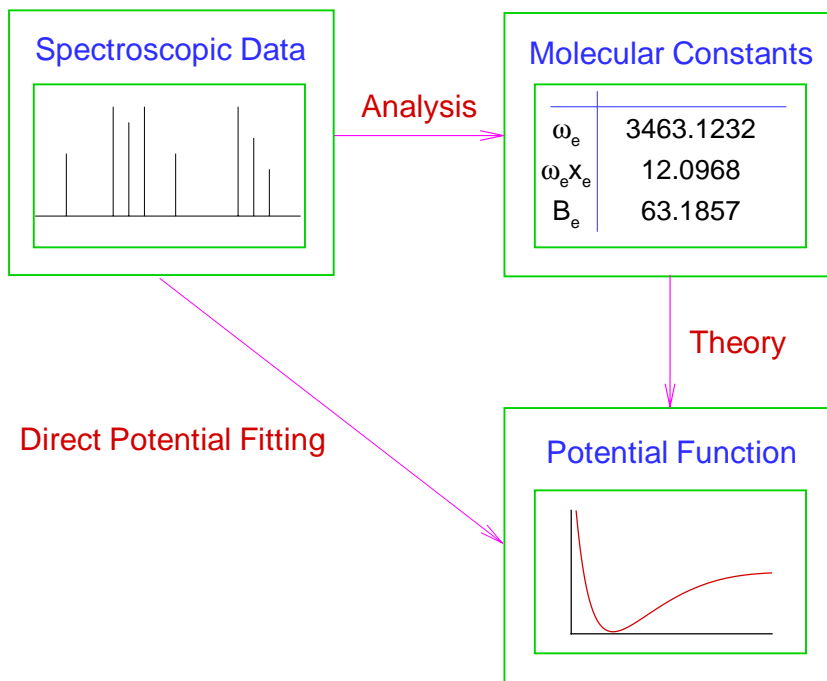 Spectroscopic Data
Analysis
Molecular Constants
ωe 3463.1232
ωexe 12.0968
Be 63.1857
Theory
Direct Potential Fitting
Potential Function